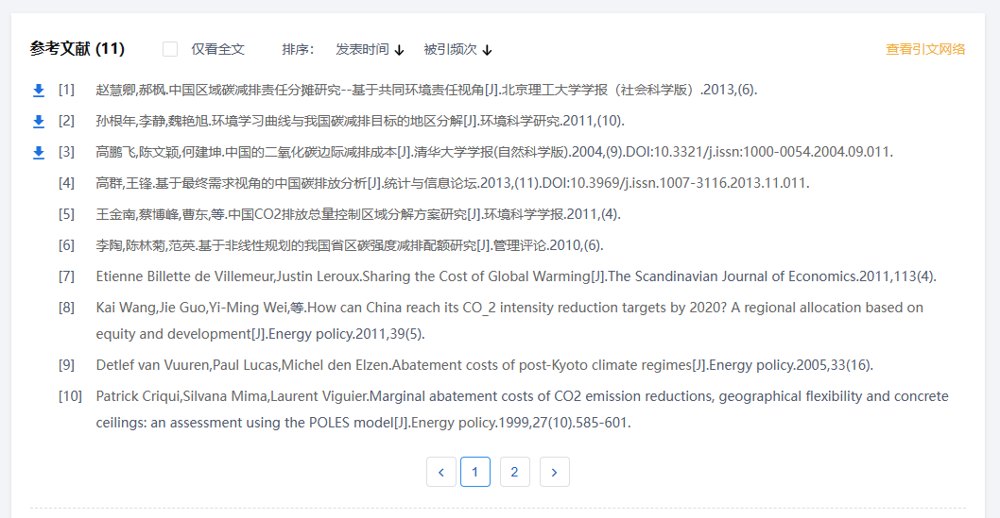 参考文献 (11) 仅看全文 排序： 发表时间 被引频次 查看引文网络
[1] 赵慧卿,郝枫.中国区域碳减排责任分摊研究--基于共同环境责任视角[J].北京理工大学学报（社会科学版）.2013,(6).
[2] 孙根年,李静,魏艳旭.环境学习曲线与我国碳减排目标的地区分解[J].环境科学研究.2011,(10).
[3] 高鹏飞,陈文颖,何建坤.中国的二氧化碳边际减排成本[J].清华大学学报(自然科学版).2004,(9).DOI:10.3321/j.issn:1000-0054.2004.09.011.
[4] 高群,王锋.基于最终需求视角的中国碳排放分析[J].统计与信息论坛.2013,(11).DOI:10.3969/j.issn.1007-3116.2013.11.011.
[5] 王金南,蔡博峰,曹东,等.中国CO2排放总量控制区域分解方案研究[J].环境科学学报.2011,(4).
[6] 李陶,陈林菊,范英.基于非线性规划的我国省区碳强度减排配额研究[J].管理评论.2010,(6).
[7] Etienne Billette de Villemeur,Justin Leroux.Sharing the Cost of Global Warming[J].The Scandinavian Journal of Economics.2011,113(4).
[8] Kai Wang,Jie Guo,Yi-Ming Wei,等.How can China reach its CO_2 intensity reduction targets by 2020? A regional allocation based on
equity and development[J].Energy policy.2011,39(5).
[9] Detlef van Vuuren,Paul Lucas,Michel den Elzen.Abatement costs of post-Kyoto climate regimes[J].Energy policy.2005,33(16).
[10] Patrick Criqui,Silvana Mima,Laurent Viguier.Marginal abatement costs of CO2 emission reductions, geographical flexibility and concrete
ceilings: an assessment using the POLES model[J].Energy policy.1999,27(10).585-601.
1 2